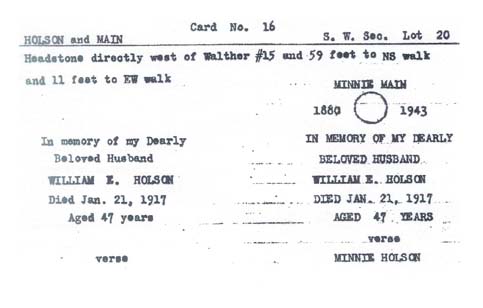 Card No. 16
HOLSON and MAIN S. W. Sec. Lot 20
Headstone directly west of Walther #15 and 59 feet to NS walk
and 11 feet to EW walk
MINNIE MAIN
1880 1943
In memory of my Dearly
Beloved Husband
WILLIAM E. HOLSON
Died Jan. 21, 1917
Aged 47 years
verse
IN MEMORY OF MY DEARLY
BELOVED HUSBAND
WILLIAM E. HOLSON
DIED JAN. 21, 1917
AGED 47 YEARS
verse
MINNIE HOLSON